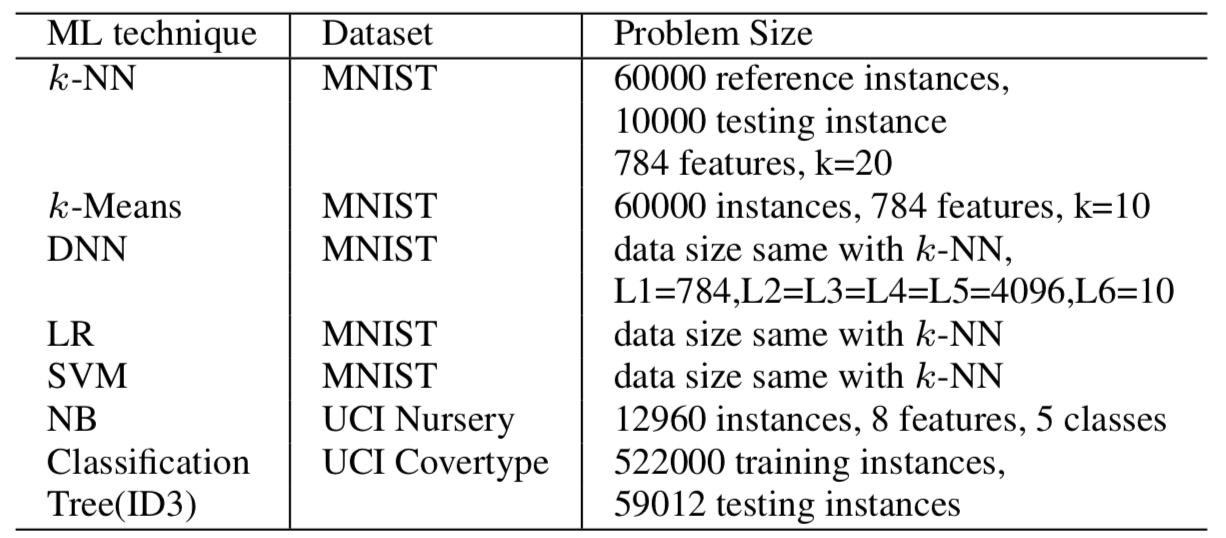 ML technique Dataset Problem Size
k-NN MNIST 60000 reference instances,
10000 testing instance
784 features, k=20
k-Means MNIST 60000 instances, 784 features, k=10
DNN MNIST data size same with k-NN,
L1=784,L2=L3=L4=L5=4096,L6=10
LR MNIST data size same with k-NN
SVM MNIST data size same with k-NN
NB UCI Nursery 12960 instances, 8 features, 5 classes
Classification UCI Covertype 522000 training instances,
Tree(ID3) 59012 testing instances